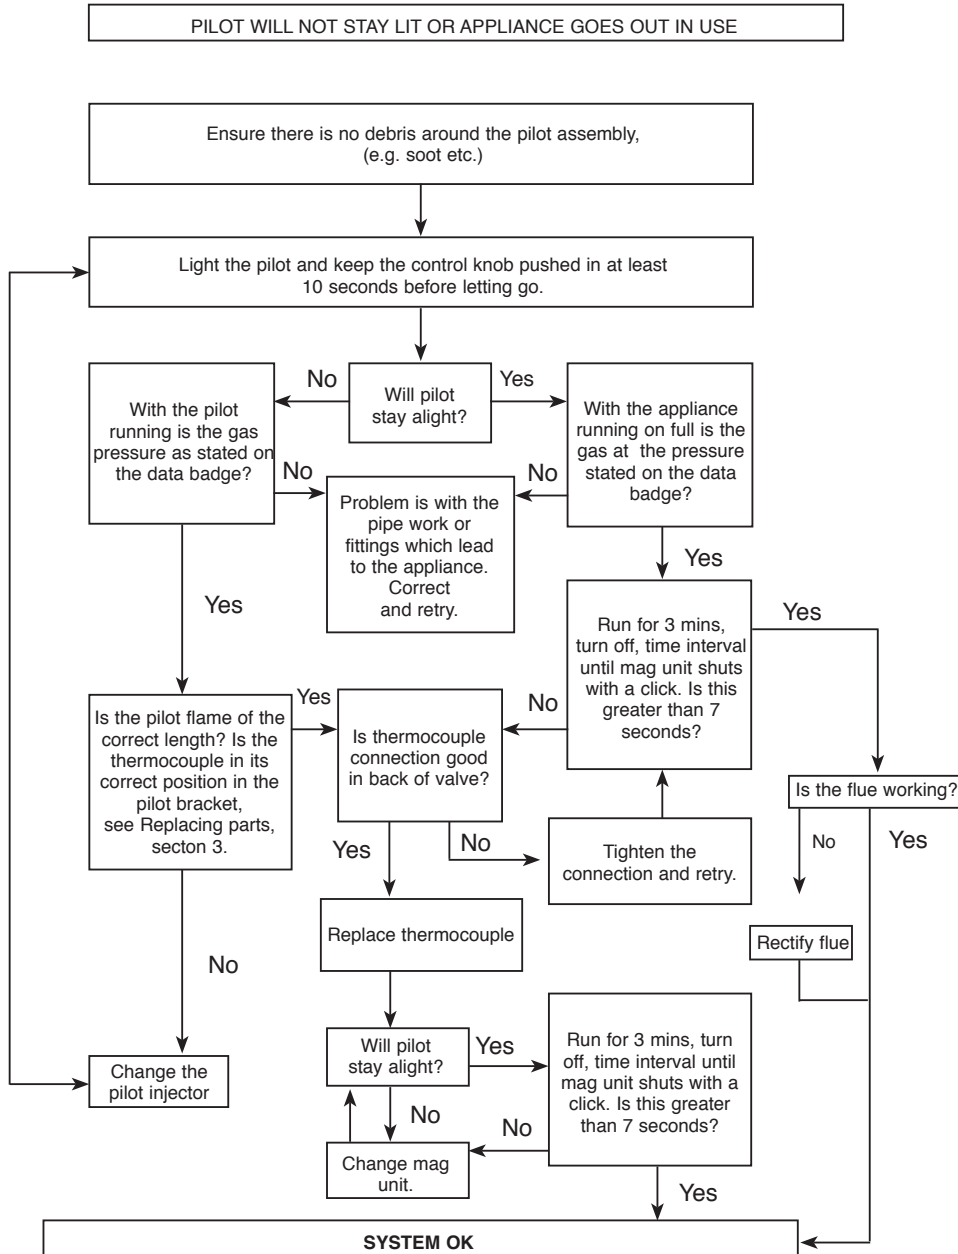 PILOT WILL NOT STAY LIT OR APPLIANCE GOES OUT IN USE
Ensure there is no debris around the pilot assembly,
(e.g. soot etc.)
Light the pilot and keep the control knob pushed in at least
10 seconds before letting go.
No
Will pilot
stay alight?
Yes
With the pilot
running is the gas
pressure as stated on
the data badge?
With the appliance
running on full is the
gas at the pressure
stated on the data
badge?
No
No
Problem is with the
pipe work or
fittings which lead
to the appliance.
Correct
and retry.
Yes
Yes
Run for 3 mins,
turn off, time interval
until mag unit shuts
with a click. Is this
greater than 7
seconds?
Yes
Is the pilot flame of the
correct length? Is the
thermocouple in its
correct position in the
pilot bracket,
see Replacing parts,
secton 3.
Yes
Is thermocouple
connection good
in back of valve?
No
Is the flue working?
Yes
No
Tighten the
connection and retry.
No
Yes
Replace thermocouple
Rectify flue
No
Will pilot
stay alight?
Yes
Run for 3 mins, turn
off, time interval until
mag unit shuts with a
click. Is this greater
than 7 seconds?
Change the
pilot injector
No
No
Change mag
unit.
Yes
SYSTEM OK